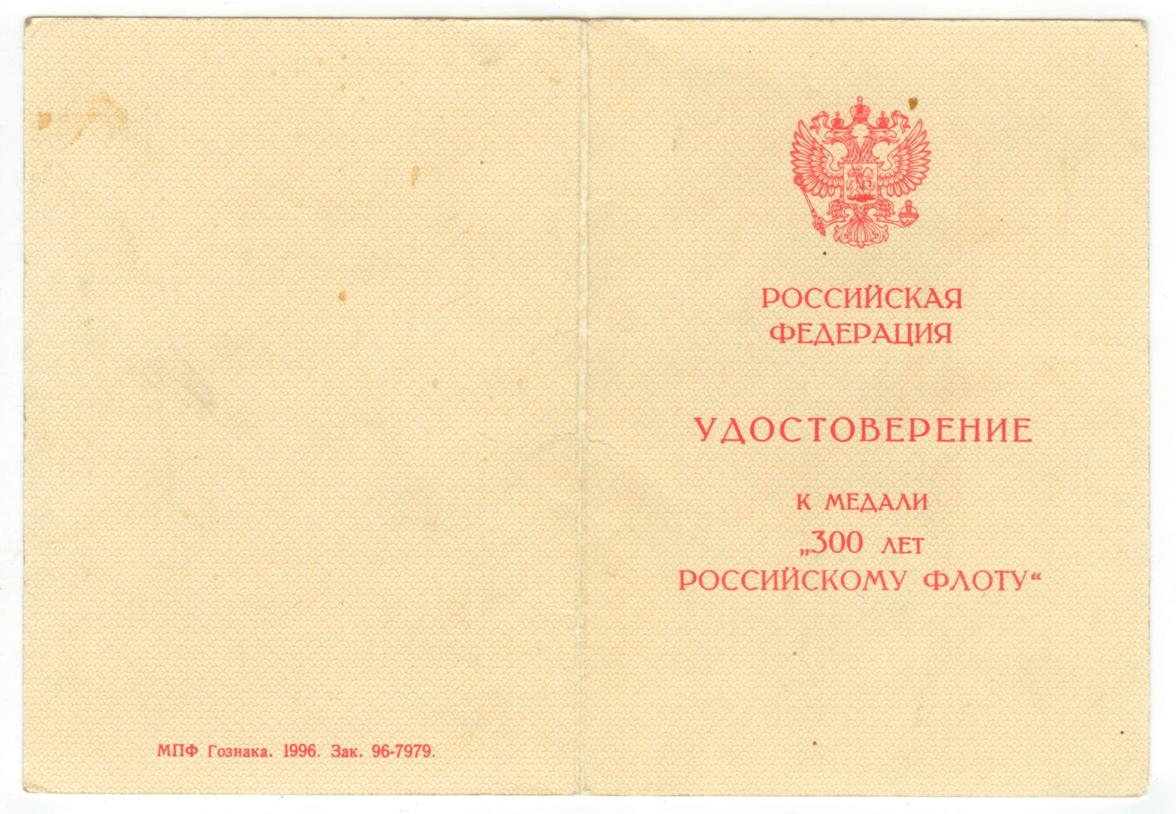 РОССИЙСКАЯ
ФЕДЕРАЦИЯ
УДОСТОВЕРЕНИЕ
К МЕДАЛИ
„300 ЛЕТ
РОССИЙСКОМУ ФЛОТУ“
МПФ Гознака. 1996. Зак. 96-7979.